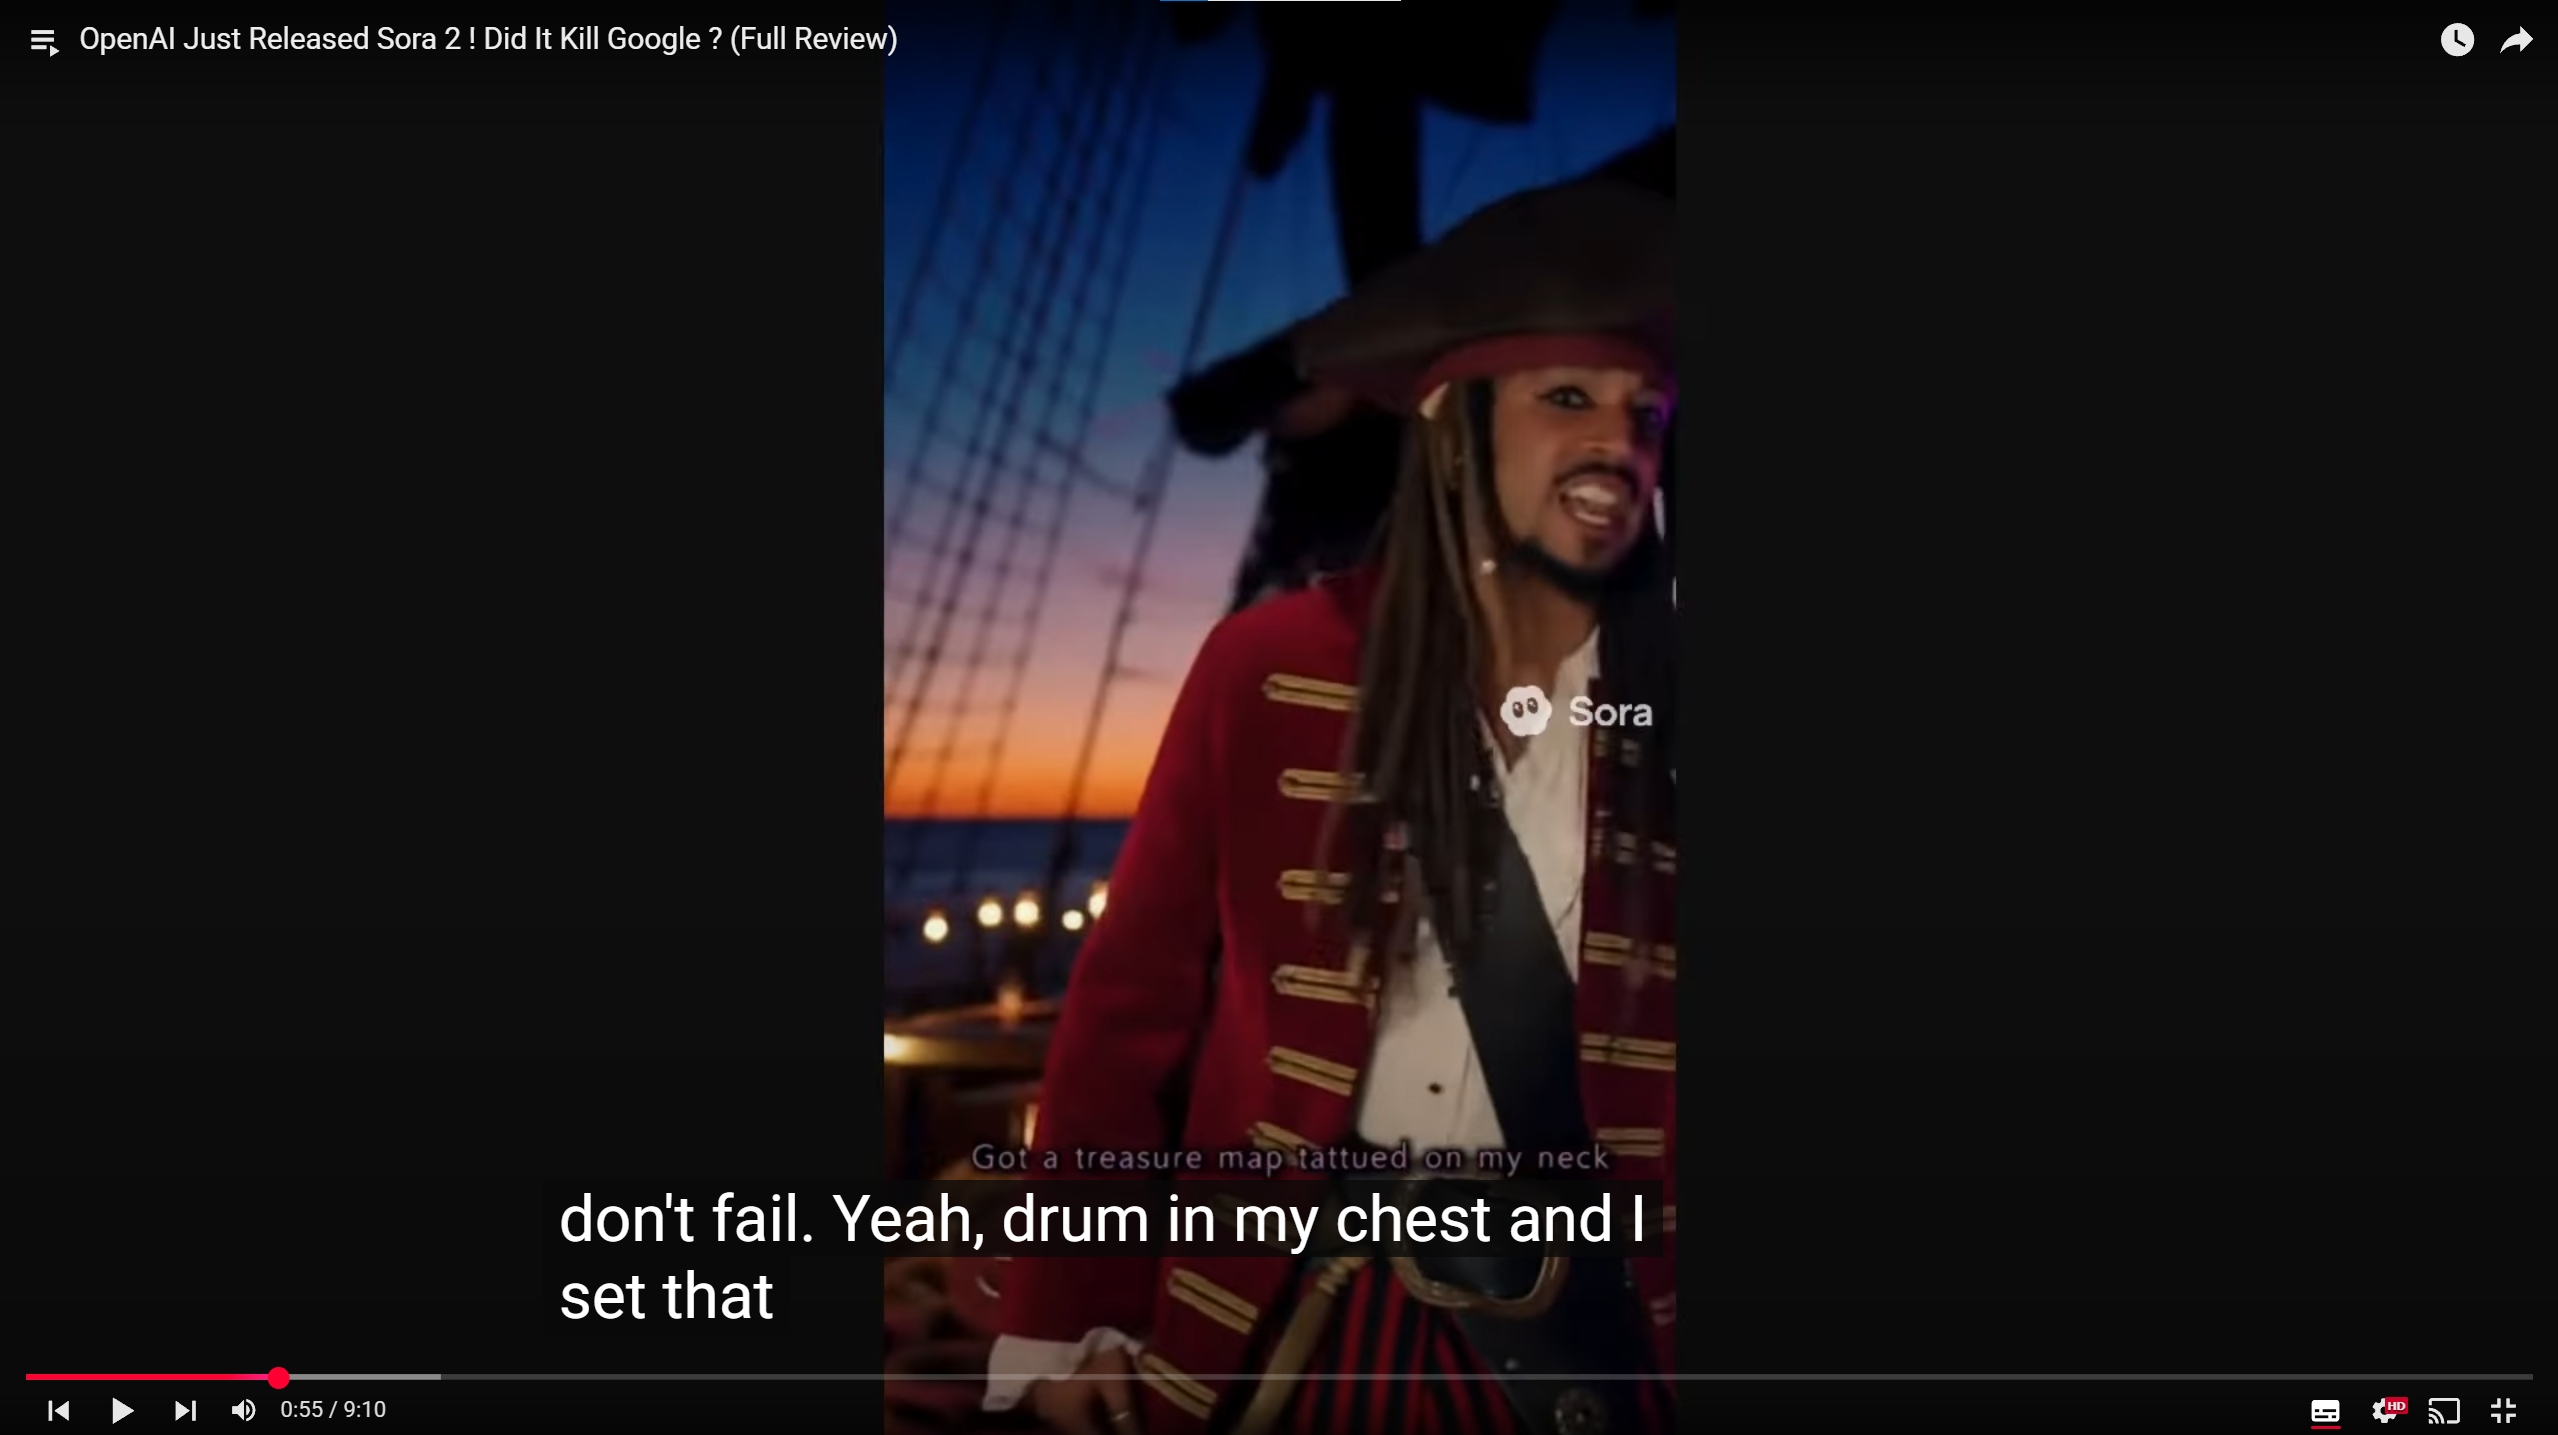 OpenAI Just Released Sora 2 ! Did It Kill Google ? (Full Review)
Sora
Got a treasure map tattued on my neck
don't fail. Yeah, drum in my chest and I
set that
0:55 / 9:10
HD